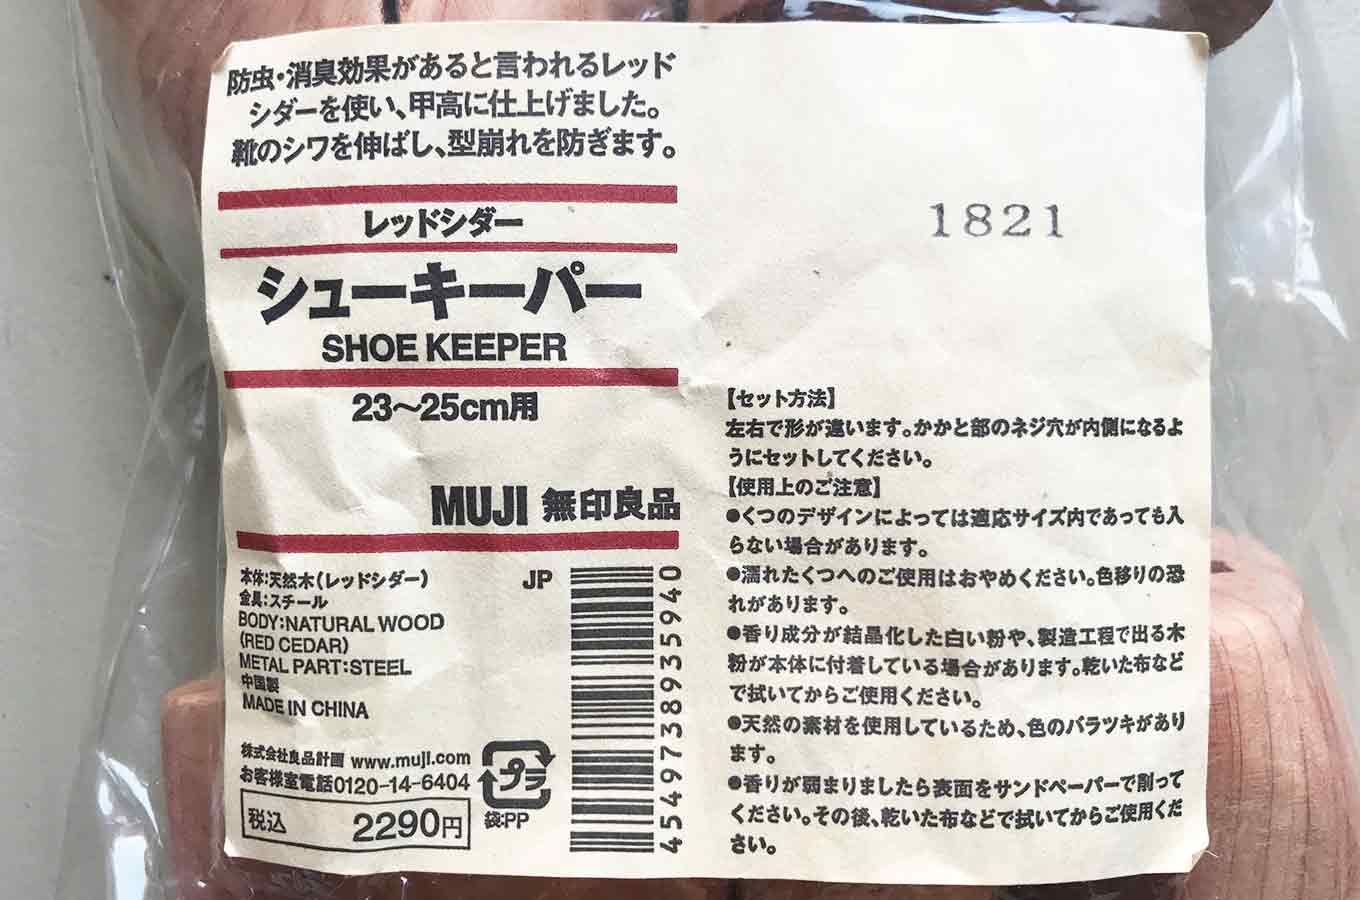 防虫・消臭効果があると言われるレッド
シダーを使い、甲高に仕上げました。
靴のシワを伸ばし、型崩れを防ぎます。
レッドシダー
シューキーパー
SHOE KEEPER
23〜25cm用
MUJI 無印良品
本体:天然木(レッドシダー)
金具:スチール
BODY:NATURAL WOOD
(RED CEDAR)
METAL PART:STEEL
中国製
MADE IN CHINA
株式会社良品計画 www.muji.com
お客様室電話0120-14-6404
税込 2290円
JP
プラ
袋:PP
4549738935940
1821
【セット方法】
左右で形が違います。かかと部のネジ穴が内側になるよ
うにセットしてください。
【使用上のご注意】
●くつのデザインによっては適応サイズ内であっても入
らない場合があります。
●濡れたくつへのご使用はおやめください。色移りの恐
れがあります。
●香り成分が結晶化した白い粉や、製造工程で出る木
粉が本体に付着している場合があります。乾いた布など
で拭いてからご使用ください。
●天然の素材を使用しているため、色のバラツキがあり
ます。
●香りが弱まりましたら表面をサンドペーパーで削って
ください。その後、乾いた布などで拭いてからご使用くだ
さい。